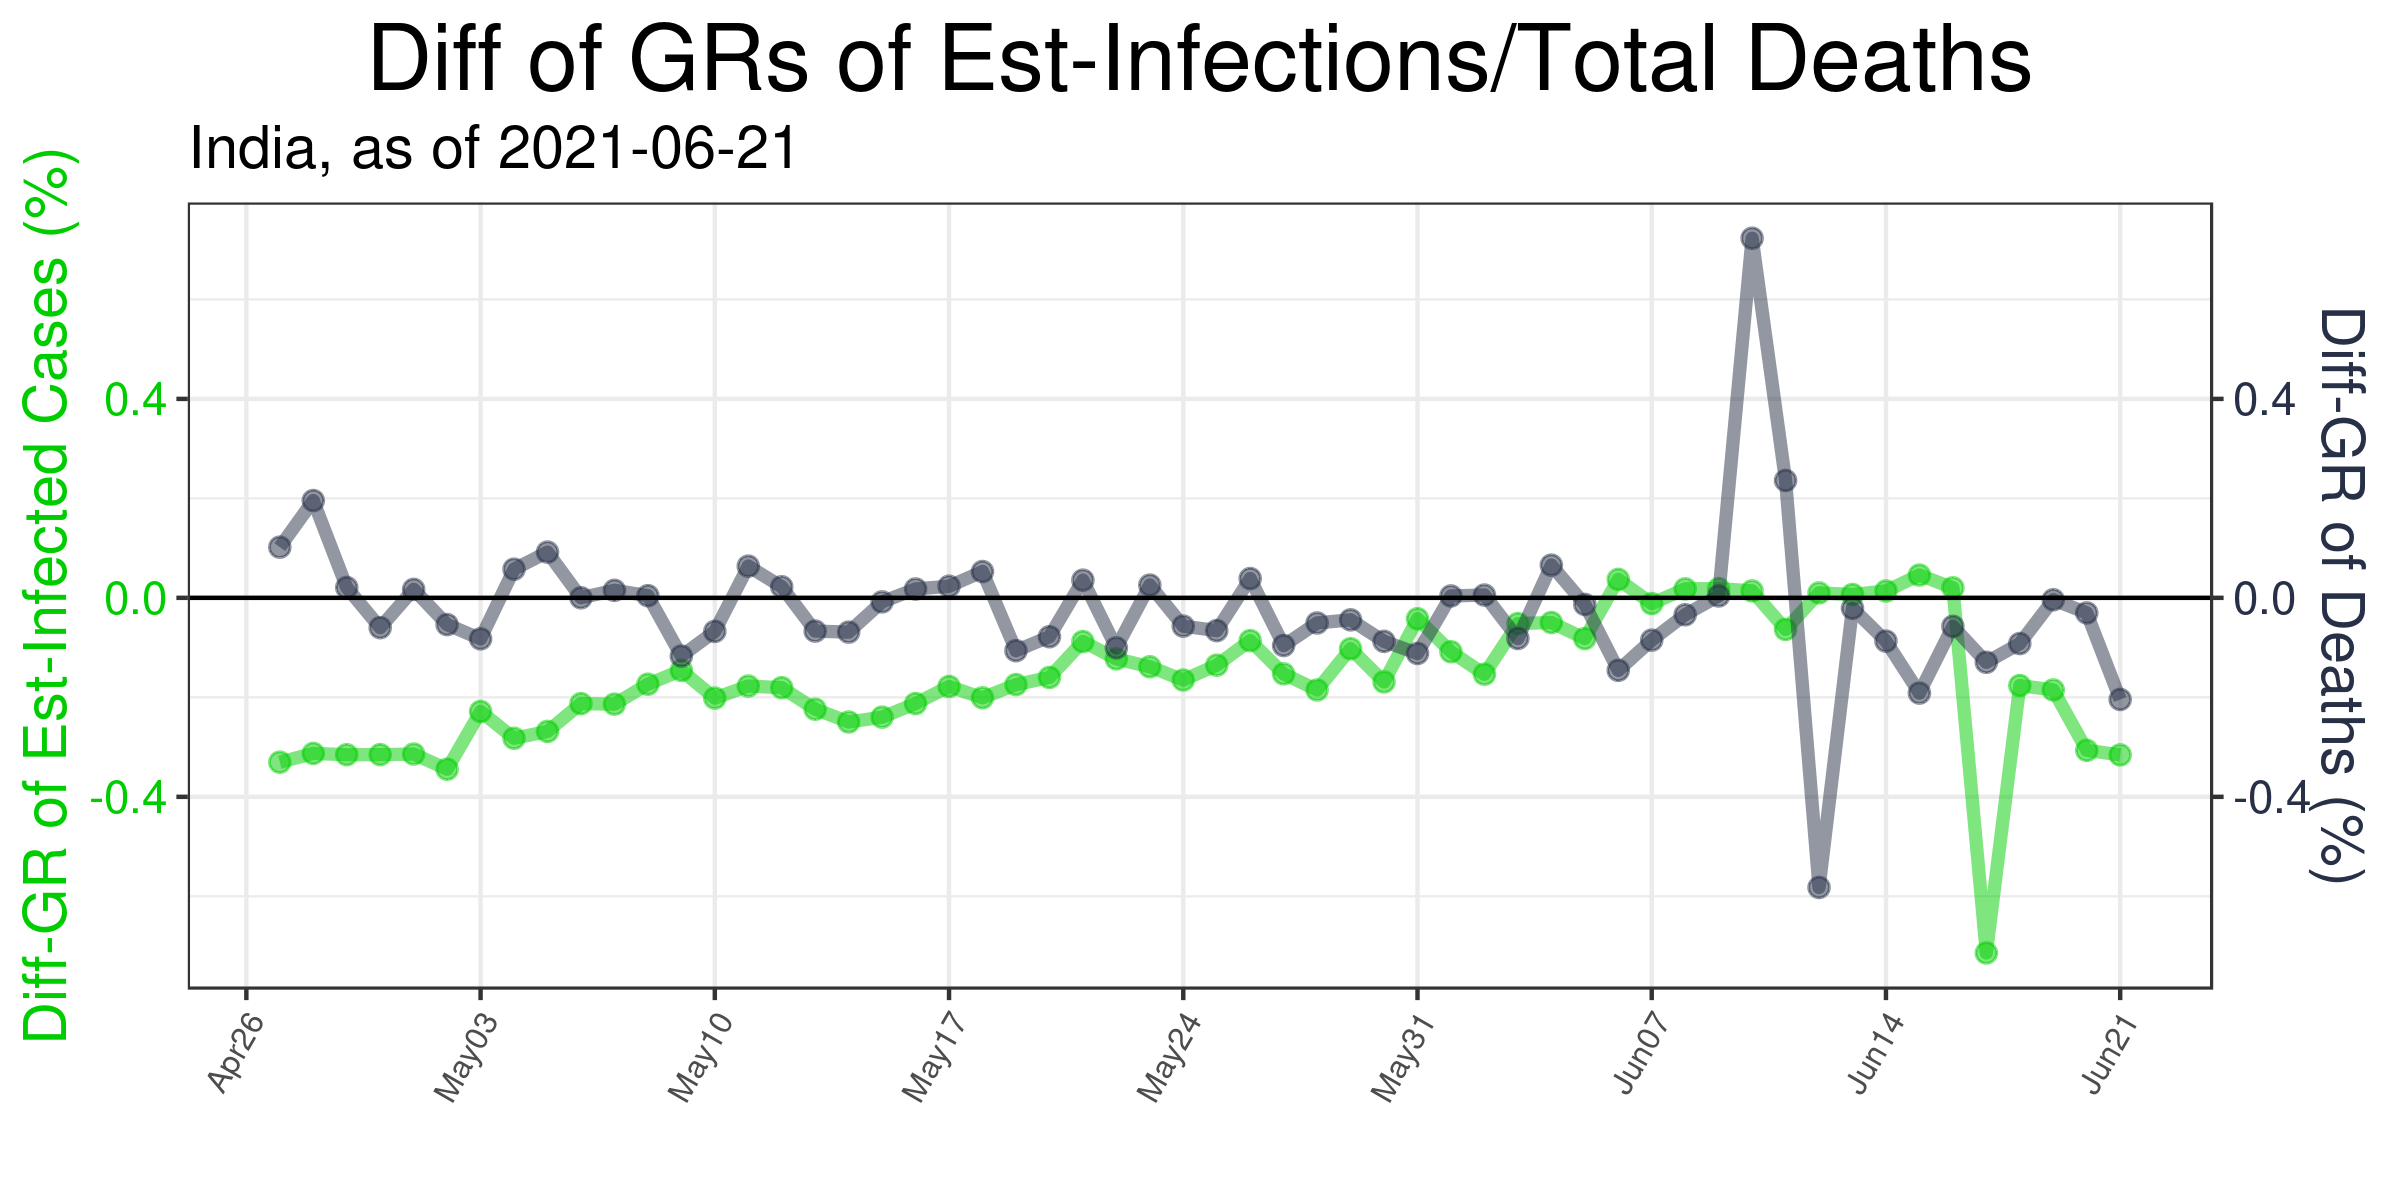 Diff of GRs of Est-Infections/Total Deaths
India, as of 2021-06-21
Diff-GR of Est-Infected Cases (%)
0.4
0.0
-0.4
0.4
0.0
-0.4
Diff-GR of Deaths (%)
Apr26
May03
May10
May17
May24
May31
Jun07
Jun14
Jun21